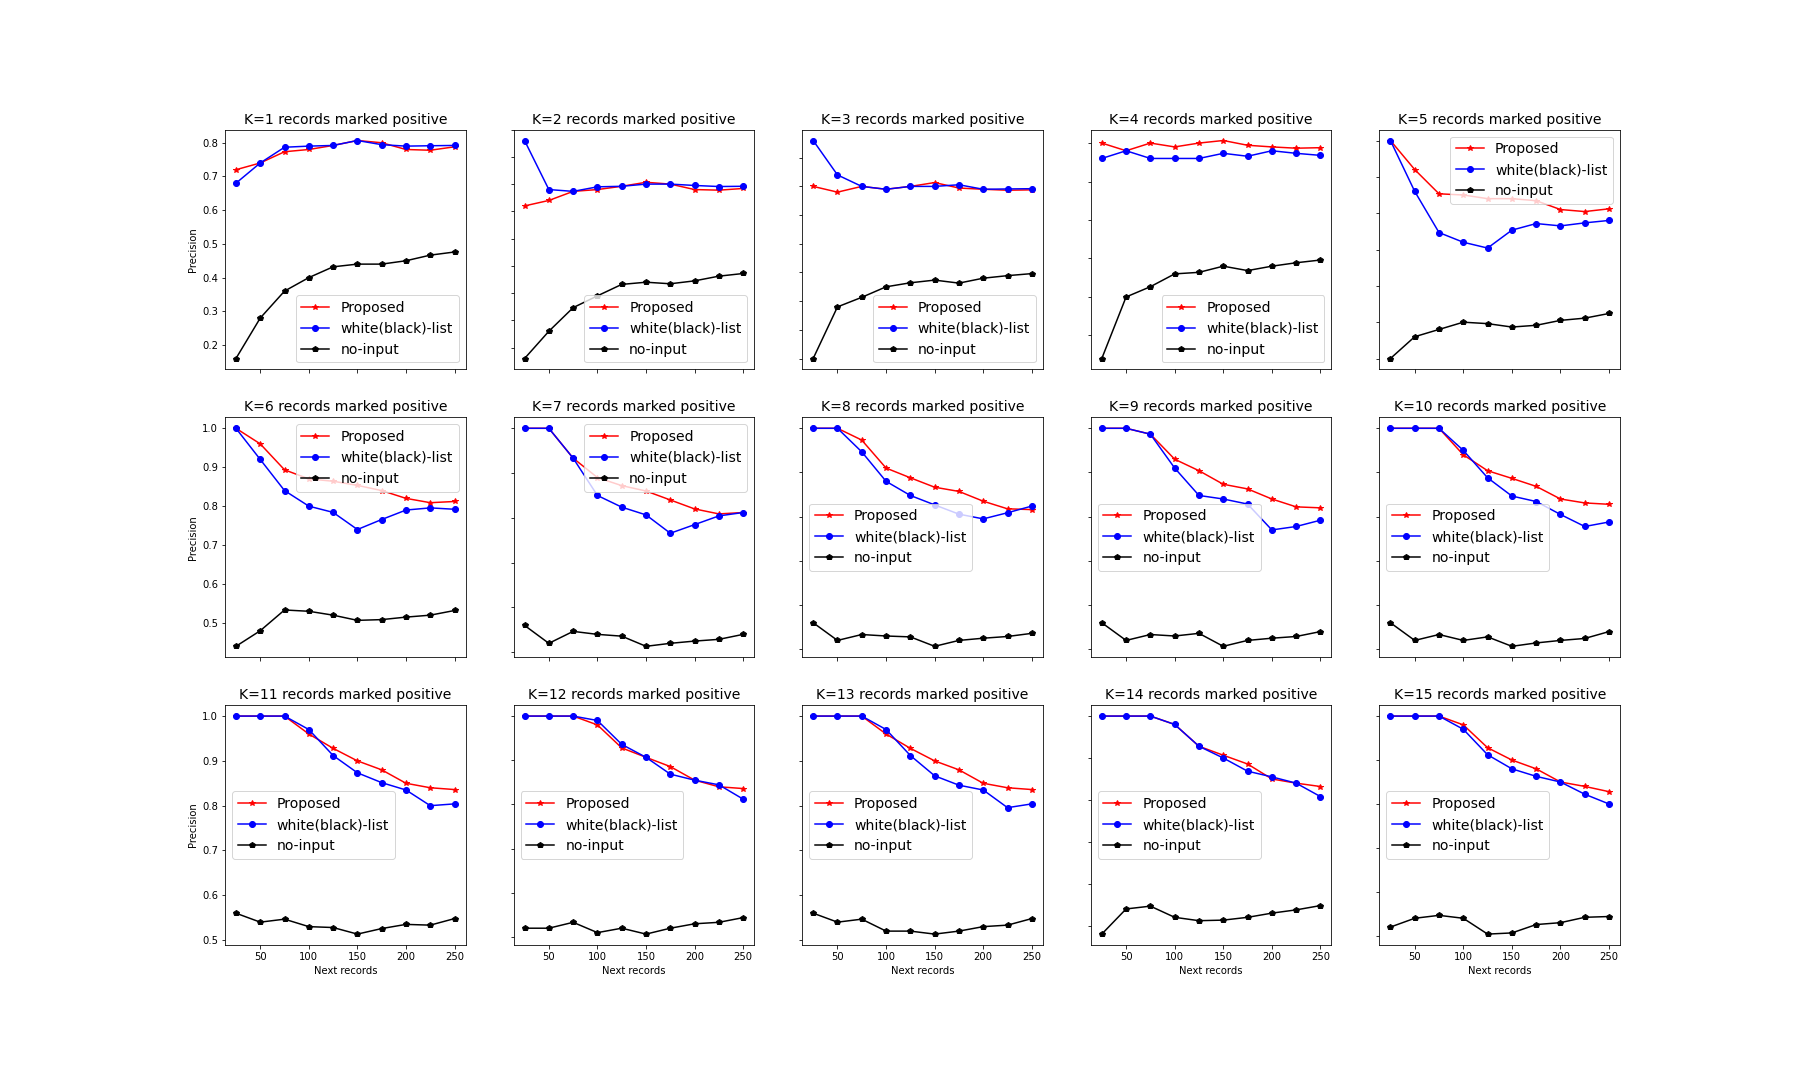 K=1 records marked positive
K=2 records marked positive
K=3 records marked positive
K=4 records marked positive
K=5 records marked positive
Precision
0.8
0.7
0.6
0.5
0.4
0.3
0.2
Proposed
white(black)-list
no-input
Proposed
white(black)-list
no-input
Proposed
white(black)-list
no-input
Proposed
white(black)-list
no-input
Proposed
white(black)-list
no-input
K=6 records marked positive
K=7 records marked positive
K=8 records marked positive
K=9 records marked positive
K=10 records marked positive
Precision
1.0
0.9
0.8
0.7
0.6
0.5
Proposed
white(black)-list
no-input
Proposed
white(black)-list
no-input
Proposed
white(black)-list
no-input
Proposed
white(black)-list
no-input
Proposed
white(black)-list
no-input
K=11 records marked positive
K=12 records marked positive
K=13 records marked positive
K=14 records marked positive
K=15 records marked positive
Precision
1.0
0.9
0.8
0.7
0.6
0.5
Proposed
white(black)-list
no-input
Proposed
white(black)-list
no-input
Proposed
white(black)-list
no-input
Proposed
white(black)-list
no-input
Proposed
white(black)-list
no-input
50 100 150 200 250
50 100 150 200 250
50 100 150 200 250
50 100 150 200 250
50 100 150 200 250
Next records
Next records
Next records
Next records
Next records